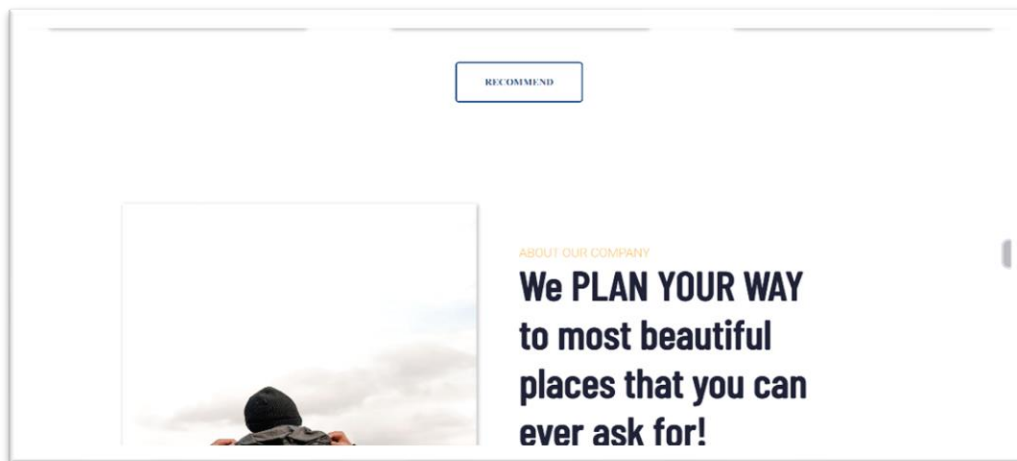 RECOMMEND
ABOUT OUR COMPANY
We PLAN YOUR WAY
to most beautiful
places that you can
ever ask for!